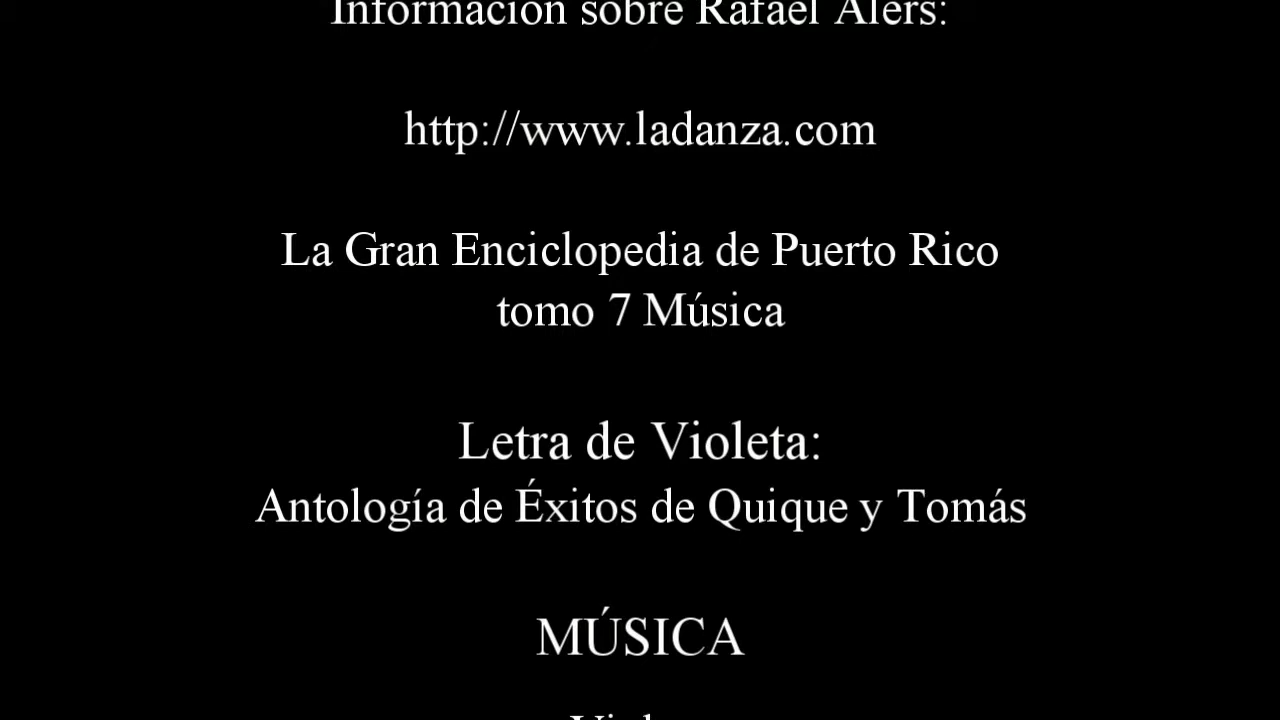 Información sobre Rafael Alers:
http://www.ladanza.com
La Gran Enciclopedia de Puerto Rico
tomo 7 Música
Letra de Violeta:
Antología de Éxitos de Quique y Tomás
MÚSICA